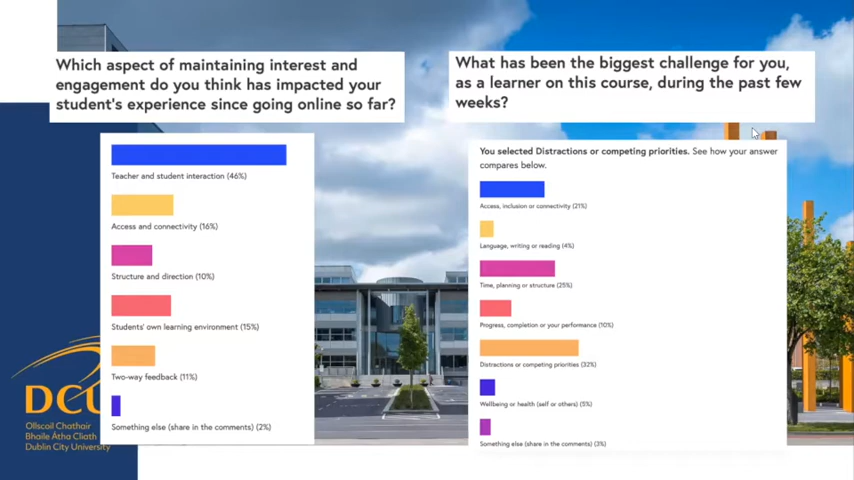 Which aspect of maintaining interest and
engagement do you think has impacted your
student's experience since going online so far?
Teacher and student interaction (46%)
Access and connectivity (16%)
Structure and direction (10%)
Students' own learning environment (15%)
Two-way feedback (11%)
Something else (share in the comments) (2%)
What has been the biggest challenge for you,
as a learner on this course, during the past few
weeks?
You selected Distractions or competing priorities. See how your answer
compares below.
Access, inclusion or connectivity (21%)
Language, writing or reading (4%)
Time, planning or structure (25%)
Progress, completion or your performance (10%)
Distractions or competing priorities (32%)
Wellbeing or health (self or others) (5%)
Something else (share in the comments) (3%)
DCU
Ollscoil Chathair
Bhaile Átha Cliath
Dublin City University